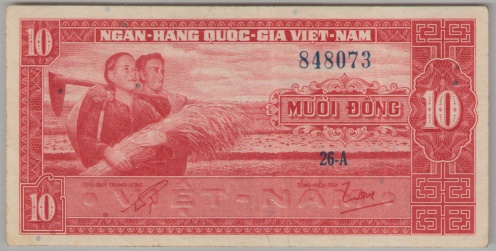 10 NGÂN-HÀNG QUỐC-GIA VIỆT-NAM
848073
MƯỜI ĐỒNG 10
26-A
10 VIỆT-NAM